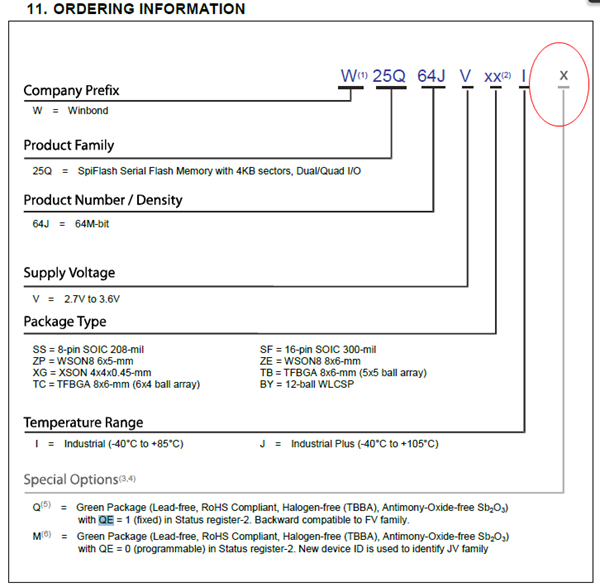 11. ORDERING INFORMATION
W(1) 25Q 64J V xx(2) I x
Company Prefix
W = Winbond
Product Family
25Q = SpiFlash Serial Flash Memory with 4KB sectors, Dual/Quad I/O
Product Number / Density
64J = 64M-bit
Supply Voltage
V = 2.7V to 3.6V
Package Type
SS = 8-pin SOIC 208-mil SF = 16-pin SOIC 300-mil
ZP = WSON8 6x5-mm ZE = WSON8 8x6-mm
XG = XSON 4x4x0.45-mm TB = TFBGA 8x6-mm (5x5 ball array)
TC = TFBGA 8x6-mm (6x4 ball array) BY = 12-ball WLCSP
Temperature Range
I = Industrial (-40°C to +85°C) J = Industrial Plus (-40°C to +105°C)
Special Options(3,4)
Q(5) = Green Package (Lead-free, RoHS Compliant, Halogen-free (TBBA), Antimony-Oxide-free Sb2O3)
with QE = 1 (fixed) in Status register-2. Backward compatible to FV family.
M(6) = Green Package (Lead-free, RoHS Compliant, Halogen-free (TBBA), Antimony-Oxide-free Sb2O3)
with QE = 0 (programmable) in Status register-2. New device ID is used to identify JV family